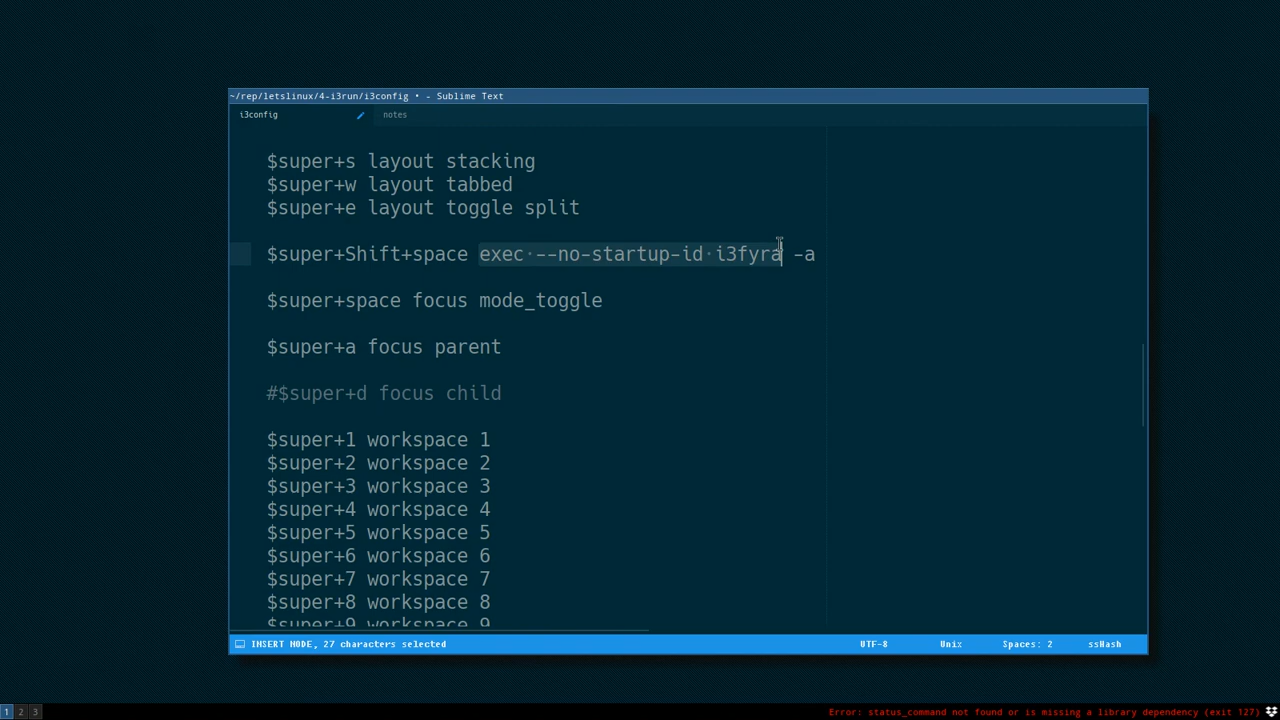 ~/rep/letslinux/4-i3run/i3config • - Sublime Text
i3config
notes
$super+s layout stacking
$super+w layout tabbed
$super+e layout toggle split
$super+Shift+space exec --no-startup-id i3fyra -a
$super+space focus mode_toggle
$super+a focus parent
#$super+d focus child
$super+1 workspace 1
$super+2 workspace 2
$super+3 workspace 3
$super+4 workspace 4
$super+5 workspace 5
$super+6 workspace 6
$super+7 workspace 7
$super+8 workspace 8
$super+9 workspace 9
INSERT MODE, 27 characters selected
UTF-8
Unix
Spaces: 2
ssHash
1 2 3
Error: status_command not found or is missing a library dependency (exit 127)